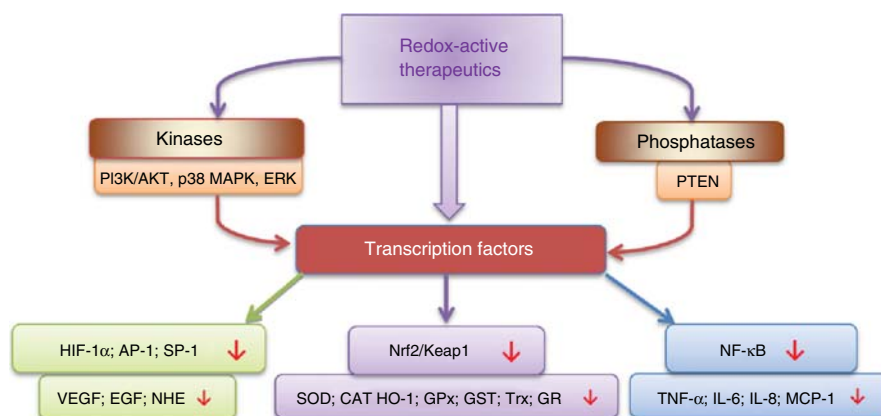 Redox-active
therapeutics
Kinases
PI3K/AKT, p38 MAPK, ERK
Phosphatases
PTEN
Transcription factors
HIF-1α; AP-1; SP-1
VEGF; EGF; NHE
Nrf2/Keap1
SOD; CAT HO-1; GPx; GST; Trx; GR
NF-κB
TNF-α; IL-6; IL-8; MCP-1